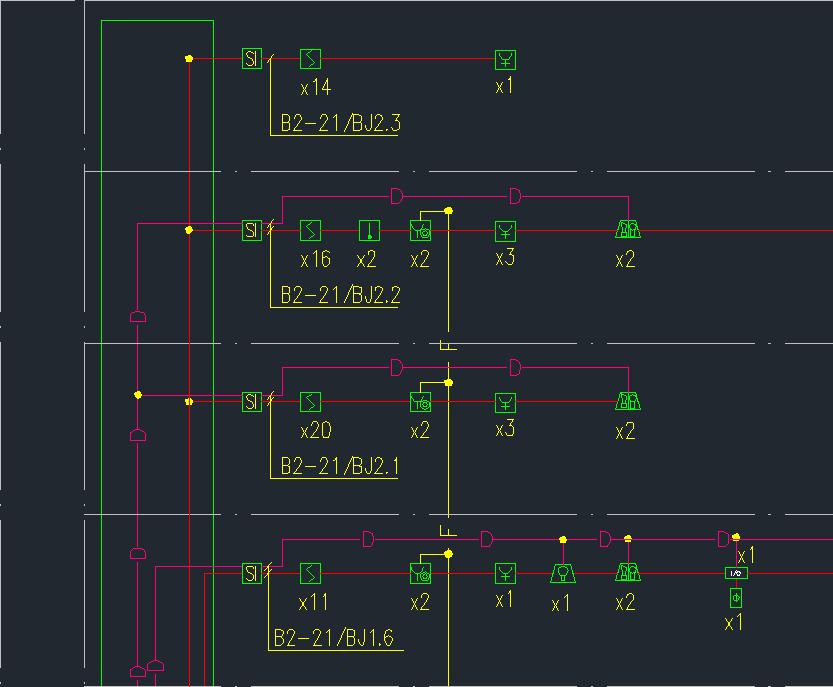 SI
x14
x1
B2-21/BJ2.3
D D
SI
x16 x2 x2 x3 x2
B2-21/BJ2.2
F
D D
SI
x20 x2 x3 x2
B2-21/BJ2.1
F
D D D D
x1
SI I/O
x11 x2 x1 x1 x2 x1
B2-21/BJ1.6